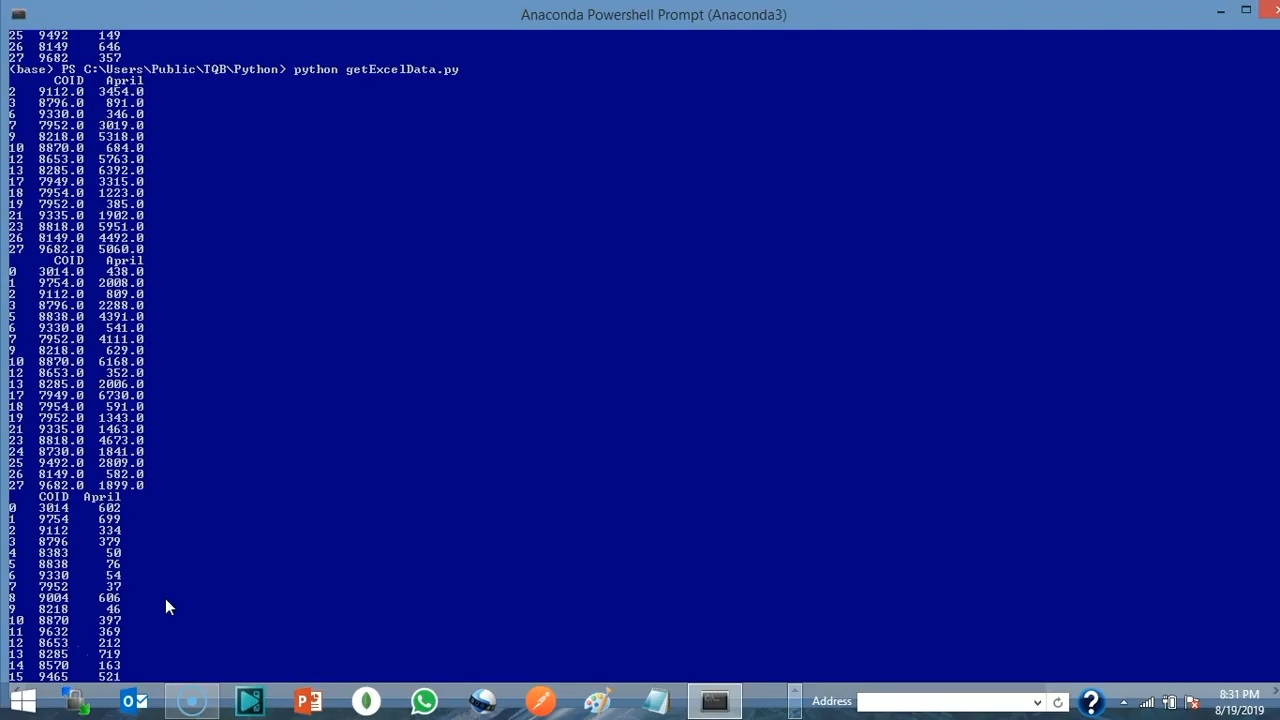 Anaconda Powershell Prompt (Anaconda3)
25 9492 149
26 8149 646
27 9682 357
(base) PS C:\Users\Public\TQB\Python> python getExcelData.py
COID April
2 9112.0 3454.0
3 8796.0 891.0
6 9330.0 346.0
7 7952.0 3019.0
9 8218.0 5318.0
10 8870.0 684.0
12 8653.0 5763.0
13 8285.0 6392.0
17 7949.0 3315.0
18 7954.0 1223.0
19 7952.0 385.0
21 9335.0 1902.0
23 8818.0 5951.0
26 8149.0 4492.0
27 9682.0 5060.0
COID April
0 3014.0 438.0
1 9754.0 2008.0
2 9112.0 809.0
3 8796.0 2288.0
5 8838.0 4391.0
6 9330.0 541.0
7 7952.0 4111.0
9 8218.0 629.0
10 8870.0 6168.0
12 8653.0 352.0
13 8285.0 2006.0
17 7949.0 6730.0
18 7954.0 591.0
19 7952.0 1343.0
21 9335.0 1463.0
23 8818.0 4673.0
24 8730.0 1841.0
25 9492.0 2809.0
26 8149.0 582.0
27 9682.0 1899.0
COID April
0 3014 602
1 9754 699
2 9112 334
3 8796 379
4 8383 50
5 8838 76
6 9330 54
7 7952 37
8 9004 606
9 8218 46
10 8870 397
11 9632 369
12 8653 212
13 8285 719
14 8570 163
15 9465 521
Address
8:31 PM
8/19/2019